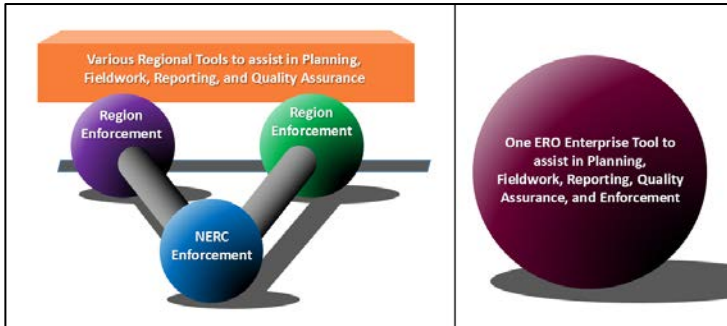 Various Regional Tools to assist in Planning,
Fieldwork, Reporting, and Quality Assurance
Region
Enforcement
Region
Enforcement
NERC
Enforcement
One ERO Enterprise Tool to
assist in Planning,
Fieldwork, Reporting, Quality
Assurance, and Enforcement